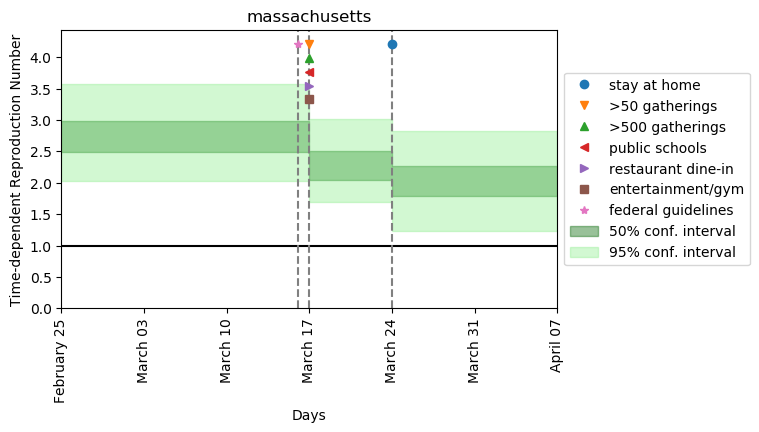 massachusetts
Time-dependent Reproduction Number
4.0
3.5
3.0
2.5
2.0
1.5
1.0
0.5
0.0
February 25
March 03
March 10
March 17
March 24
March 31
April 07
Days
stay at home
>50 gatherings
>500 gatherings
public schools
restaurant dine-in
entertainment/gym
federal guidelines
50% conf. interval
95% conf. interval